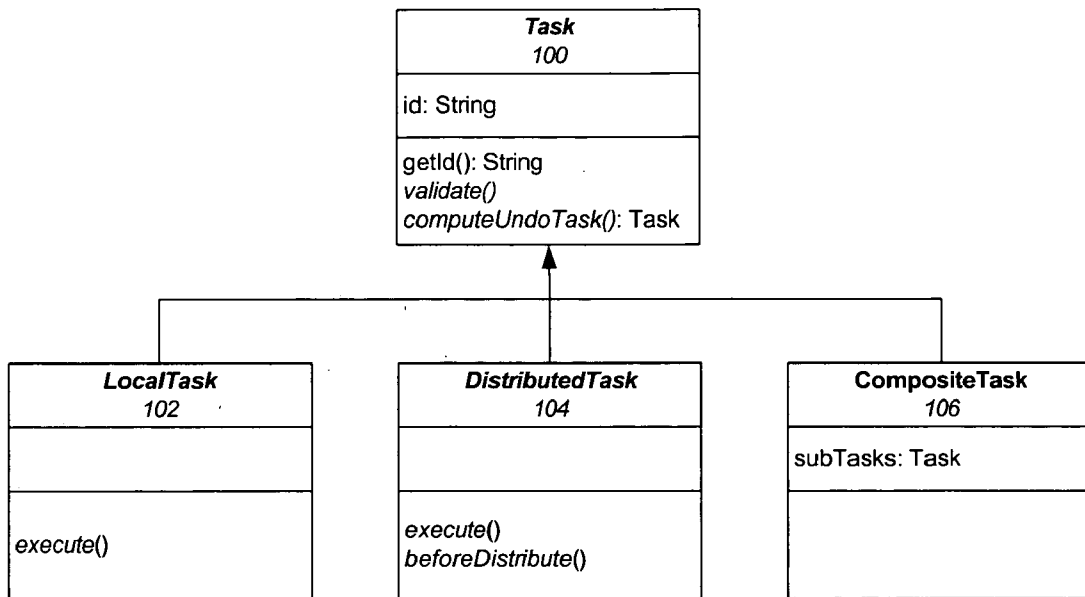 Task
100
id: String
getId(): String
validate()
computeUndoTask(): Task
LocalTask
102
execute()
DistributedTask
104
execute()
beforeDistribute()
CompositeTask
106
subTasks: Task